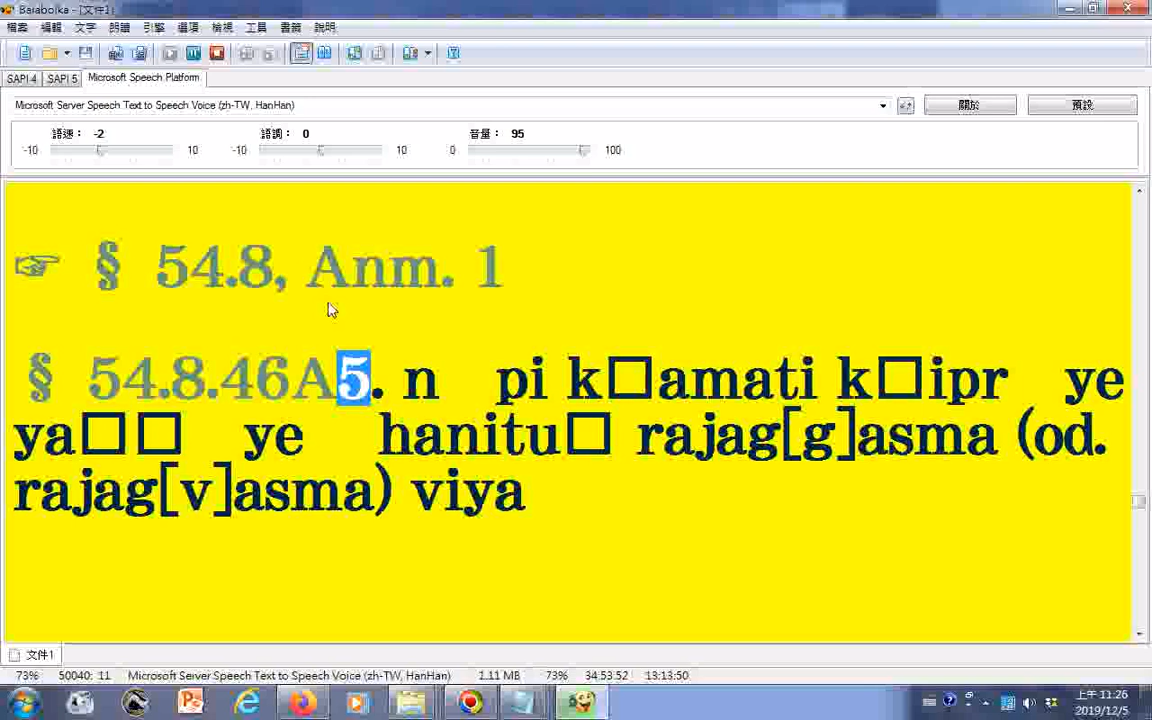 Balabolka - [文件1]
檔案 編輯 文字 朗讀 引擎 選項 檢視 工具 書籤 說明
SAPI 4 SAPI 5 Microsoft Speech Platform
Microsoft Server Speech Text to Speech Voice (zh-TW, HanHan) 關於 預設
語速： -2 語調： 0 音量： 95
-10 10 -10 10 0 100
☞ § 54.8, Anm. 1
§ 54.8.46A5. n pi k□amati k□ipr ye
ya□□ ye hanitu□ rajag[g]asma (od.
rajag[v]asma) viya
文件1
73% 50040: 11 Microsoft Server Speech Text to Speech Voice (zh-TW, HanHan) 1.11 MB 73% 34:53:52 13:13:50
上午 11:26
2019/12/5